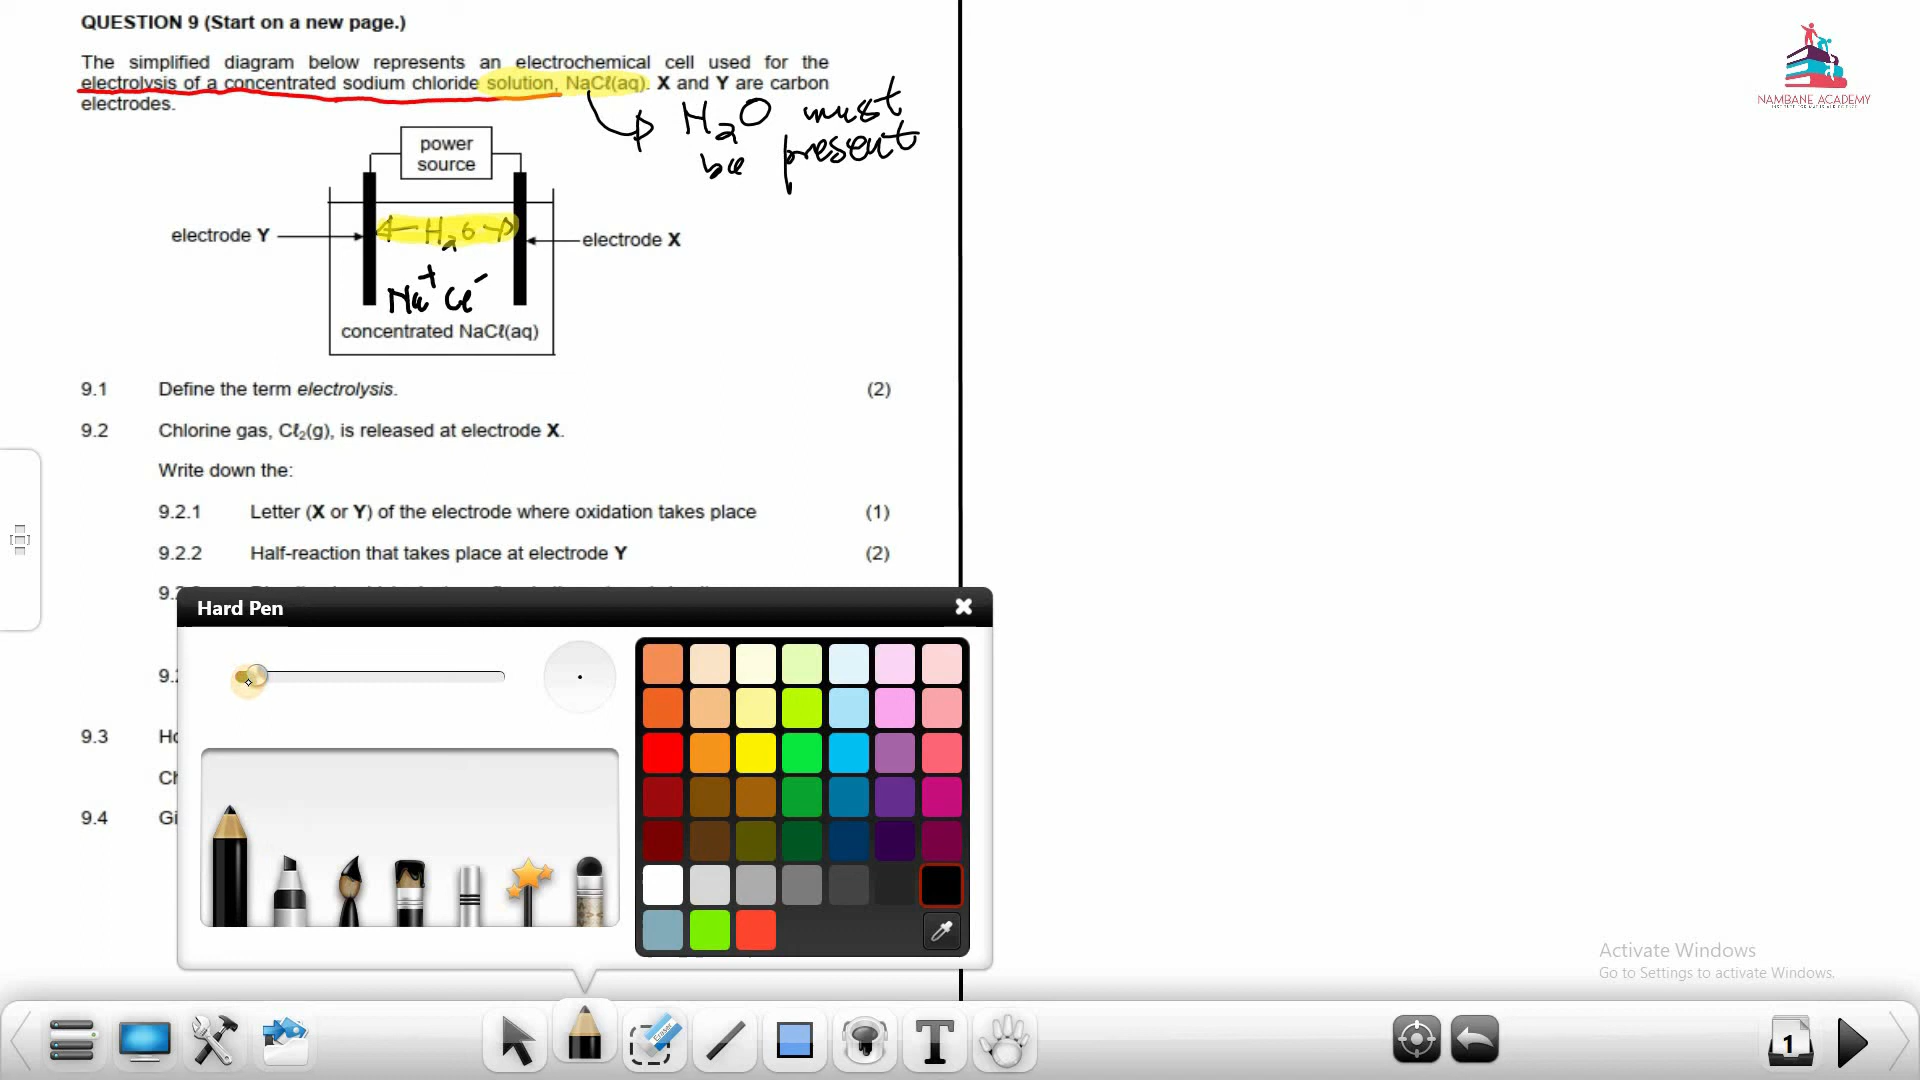 QUESTION 9 (Start on a new page.)
The simplified diagram below represents an electrochemical cell used for the
electrolysis of a concentrated sodium chloride solution, NaCℓ(aq). X and Y are carbon
electrodes.
H2O must
be present
power
source
electrode Y
H2O
electrode X
Na+ Cl-
concentrated NaCℓ(aq)
9.1 Define the term electrolysis. (2)
9.2 Chlorine gas, Cℓ2(g), is released at electrode X.
Write down the:
9.2.1 Letter (X or Y) of the electrode where oxidation takes place (1)
9.2.2 Half-reaction that takes place at electrode Y (2)
Hard Pen
9.3
9.4
NAMBANE ACADEMY
Activate Windows
Go to Settings to activate Windows.
Eraser
T
1